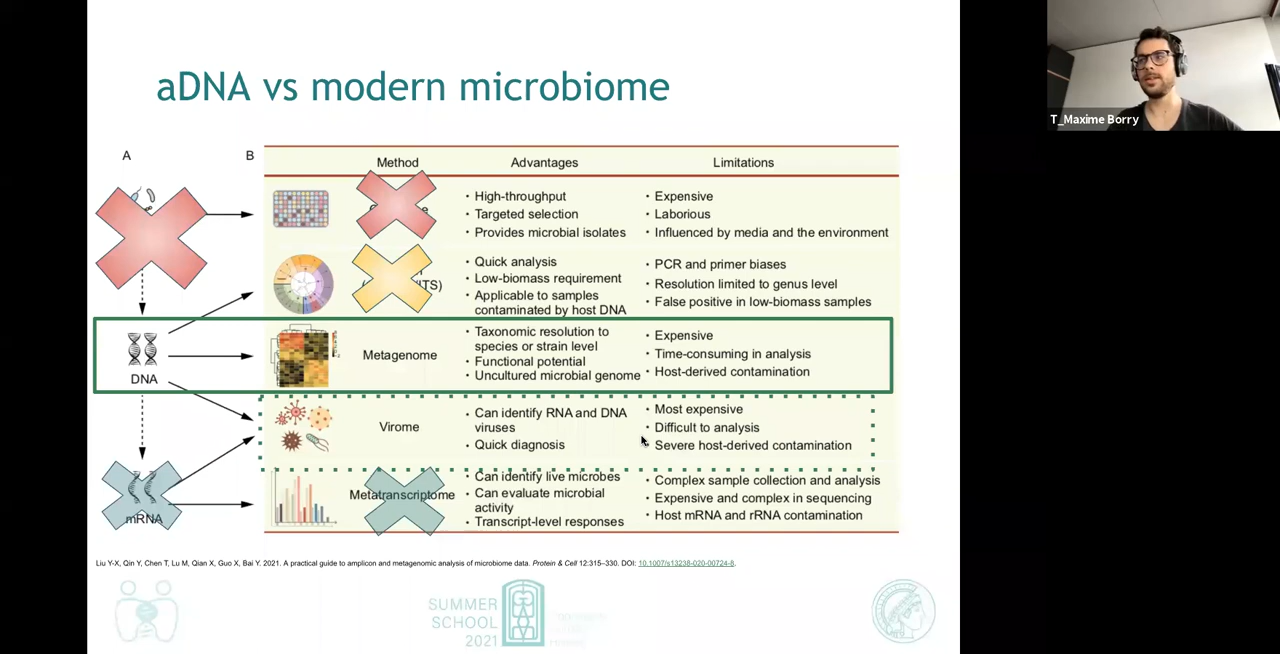 aDNA vs modern microbiome
T_Maxime Borry
A
B
Method
Advantages
Limitations
• High-throughput
• Targeted selection
• Provides microbial isolates
• Expensive
• Laborious
• Influenced by media and the environment
ITS)
• Quick analysis
• Low-biomass requirement
• Applicable to samples
contaminated by host DNA
• PCR and primer biases
• Resolution limited to genus level
• False positive in low-biomass samples
DNA
Metagenome
• Taxonomic resolution to
species or strain level
• Functional potential
• Uncultured microbial genome
• Expensive
• Time-consuming in analysis
• Host-derived contamination
Virome
• Can identify RNA and DNA
viruses
• Quick diagnosis
• Most expensive
• Difficult to analysis
• Severe host-derived contamination
mRNA
Metatranscriptome
• Can identify live microbes
• Can evaluate microbial
activity
• Transcript-level responses
• Complex sample collection and analysis
• Expensive and complex in sequencing
• Host mRNA and rRNA contamination
Liu Y-X, Qin Y, Chen T, Lu M, Qian X, Guo X, Bai Y. 2021. A practical guide to amplicon and metagenomic analysis of microbiome data. Protein & Cell 12:315–330. DOI: 10.1007/s13238-020-00724-8.
SUMMER
SCHOOL
2021